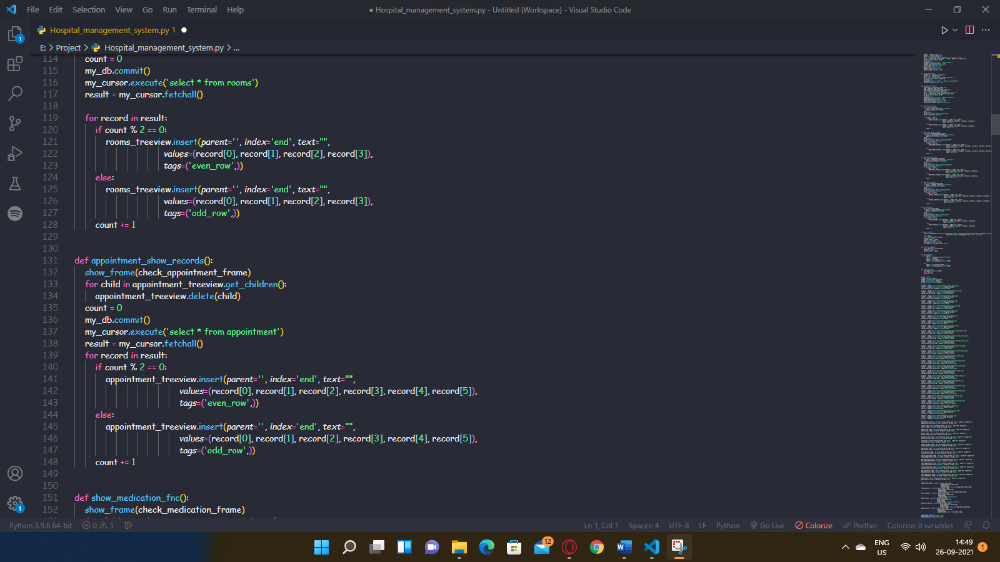 File Edit Selection View Go Run Terminal Help
● Hospital_management_system.py - Untitled (Workspace) - Visual Studio Code
Hospital_management_system.py 1 ●
E: > Project > Hospital_management_system.py > ...
1
114 count = 0
115 my_db.commit()
116 my_cursor.execute('select * from rooms')
117 result = my_cursor.fetchall()
118
119 for record in result:
120 if count % 2 == 0:
121 rooms_treeview.insert(parent='', index='end', text="",
122 values=(record[0], record[1], record[2], record[3]),
123 tags=('even_row',))
124 else:
125 rooms_treeview.insert(parent='', index='end', text="",
126 values=(record[0], record[1], record[2], record[3]),
127 tags=('odd_row',))
128 count += 1
129
130
131 def appointment_show_records():
132 show_frame(check_appointment_frame)
133 for child in appointment_treeview.get_children():
134 appointment_treeview.delete(child)
135 count = 0
136 my_db.commit()
137 my_cursor.execute('select * from appointment')
138 result = my_cursor.fetchall()
139 for record in result:
140 if count % 2 == 0:
141 appointment_treeview.insert(parent='', index='end', text="",
142 values=(record[0], record[1], record[2], record[3], record[4], record[5]),
143 tags=('even_row',))
144 else:
145 appointment_treeview.insert(parent='', index='end', text="",
146 values=(record[0], record[1], record[2], record[3], record[4], record[5]),
147 tags=('odd_row',))
148 count += 1
149
150
151 def show_medication_fnc():
152 show_frame(check_medication_frame)
1
Python 3.9.6 64-bit 0 1 Ln 1, Col 1 Spaces: 4 UTF-8 LF Python Go Live Colorize Prettier Colorize: 0 variables
12
ENG
US
14:49
26-09-2021
1